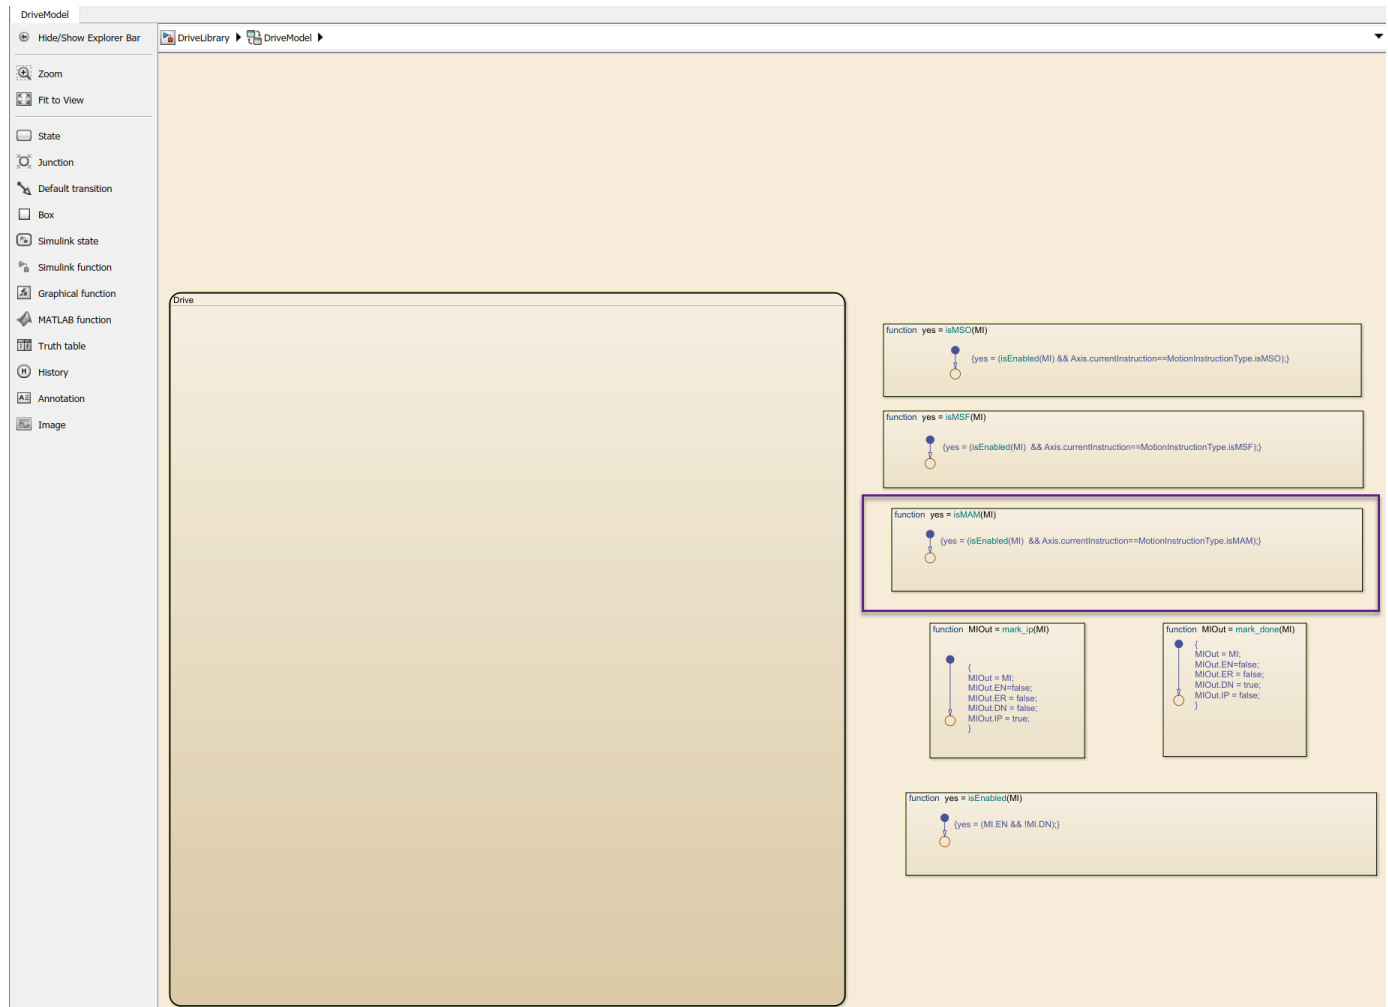 DriveModel
Hide/Show Explorer Bar
DriveLibrary DriveModel
Zoom
Fit to View
State
Junction
Default transition
Box
Simulink state
Simulink function
Graphical function
MATLAB function
Truth table
History
Annotation
Image
Drive
function yes = isMSO(MI)
{yes = (isEnabled(MI) && Axis.currentInstruction==MotionInstructionType.isMSO);}
function yes = isMSF(MI)
{yes = (isEnabled(MI) && Axis.currentInstruction==MotionInstructionType.isMSF);}
function yes = isMAM(MI)
{yes = (isEnabled(MI) && Axis.currentInstruction==MotionInstructionType.isMAM);}
function MIOut = mark_ip(MI)
{
MIOut = MI;
MIOut.EN=false;
MIOut.ER = false;
MIOut.DN = false;
MIOut.IP = true;
}
function MIOut = mark_done(MI)
{
MIOut = MI;
MIOut.EN=false;
MIOut.ER = false;
MIOut.DN = true;
MIOut.IP = false;
}
function yes = isEnabled(MI)
{yes = (MI.EN && !MI.DN);}